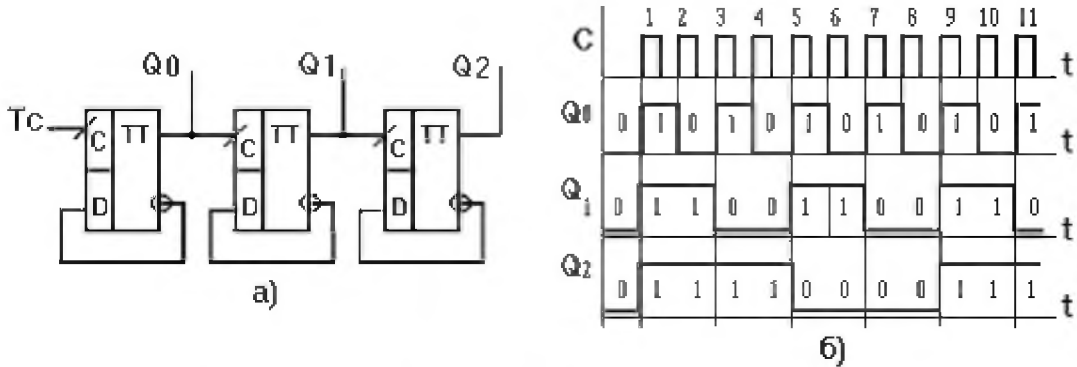 Q0 Q1 Q2
Tc C TT C TT C TT
D D D
а)
1 2 3 4 5 6 7 8 9 10 11
C t
Q0 0 1 0 1 0 1 0 1 0 1 0 1
Q1 0 1 1 0 0 1 1 0 0 1 1 0 t
Q2 0 1 1 1 1 0 0 0 0 1 1 1 t
б)